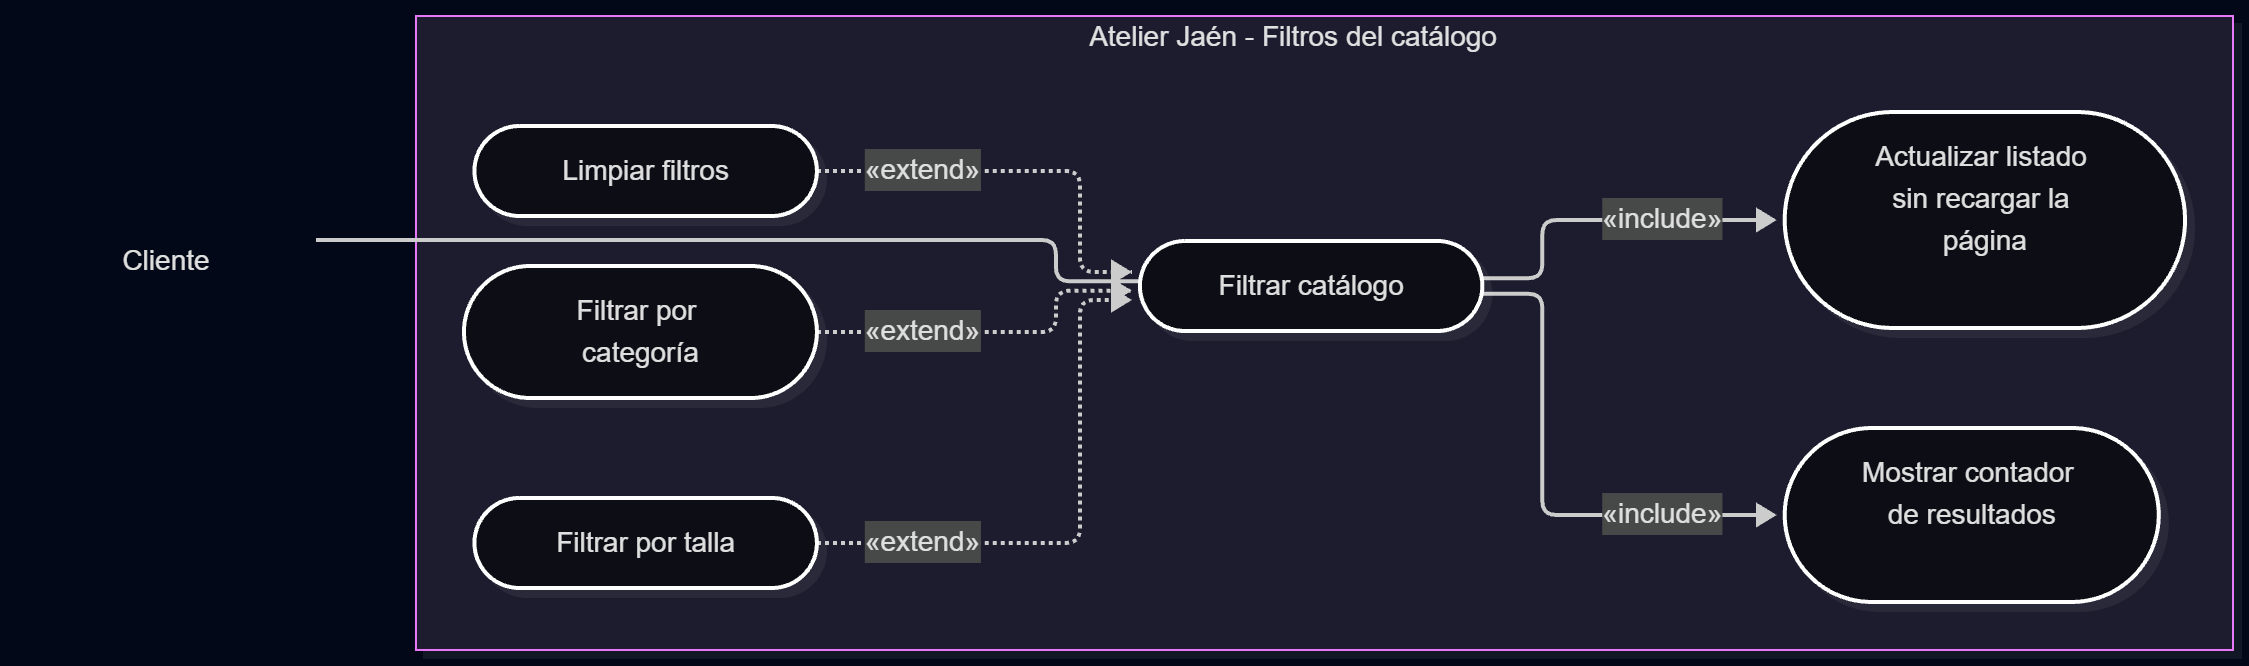 Atelier Jaén - Filtros del catálogo
Cliente
Limpiar filtros
«extend»
Filtrar por
categoría
«extend»
Filtrar por talla
«extend»
Filtrar catálogo
«include»
Actualizar listado
sin recargar la
página
«include»
Mostrar contador
de resultados